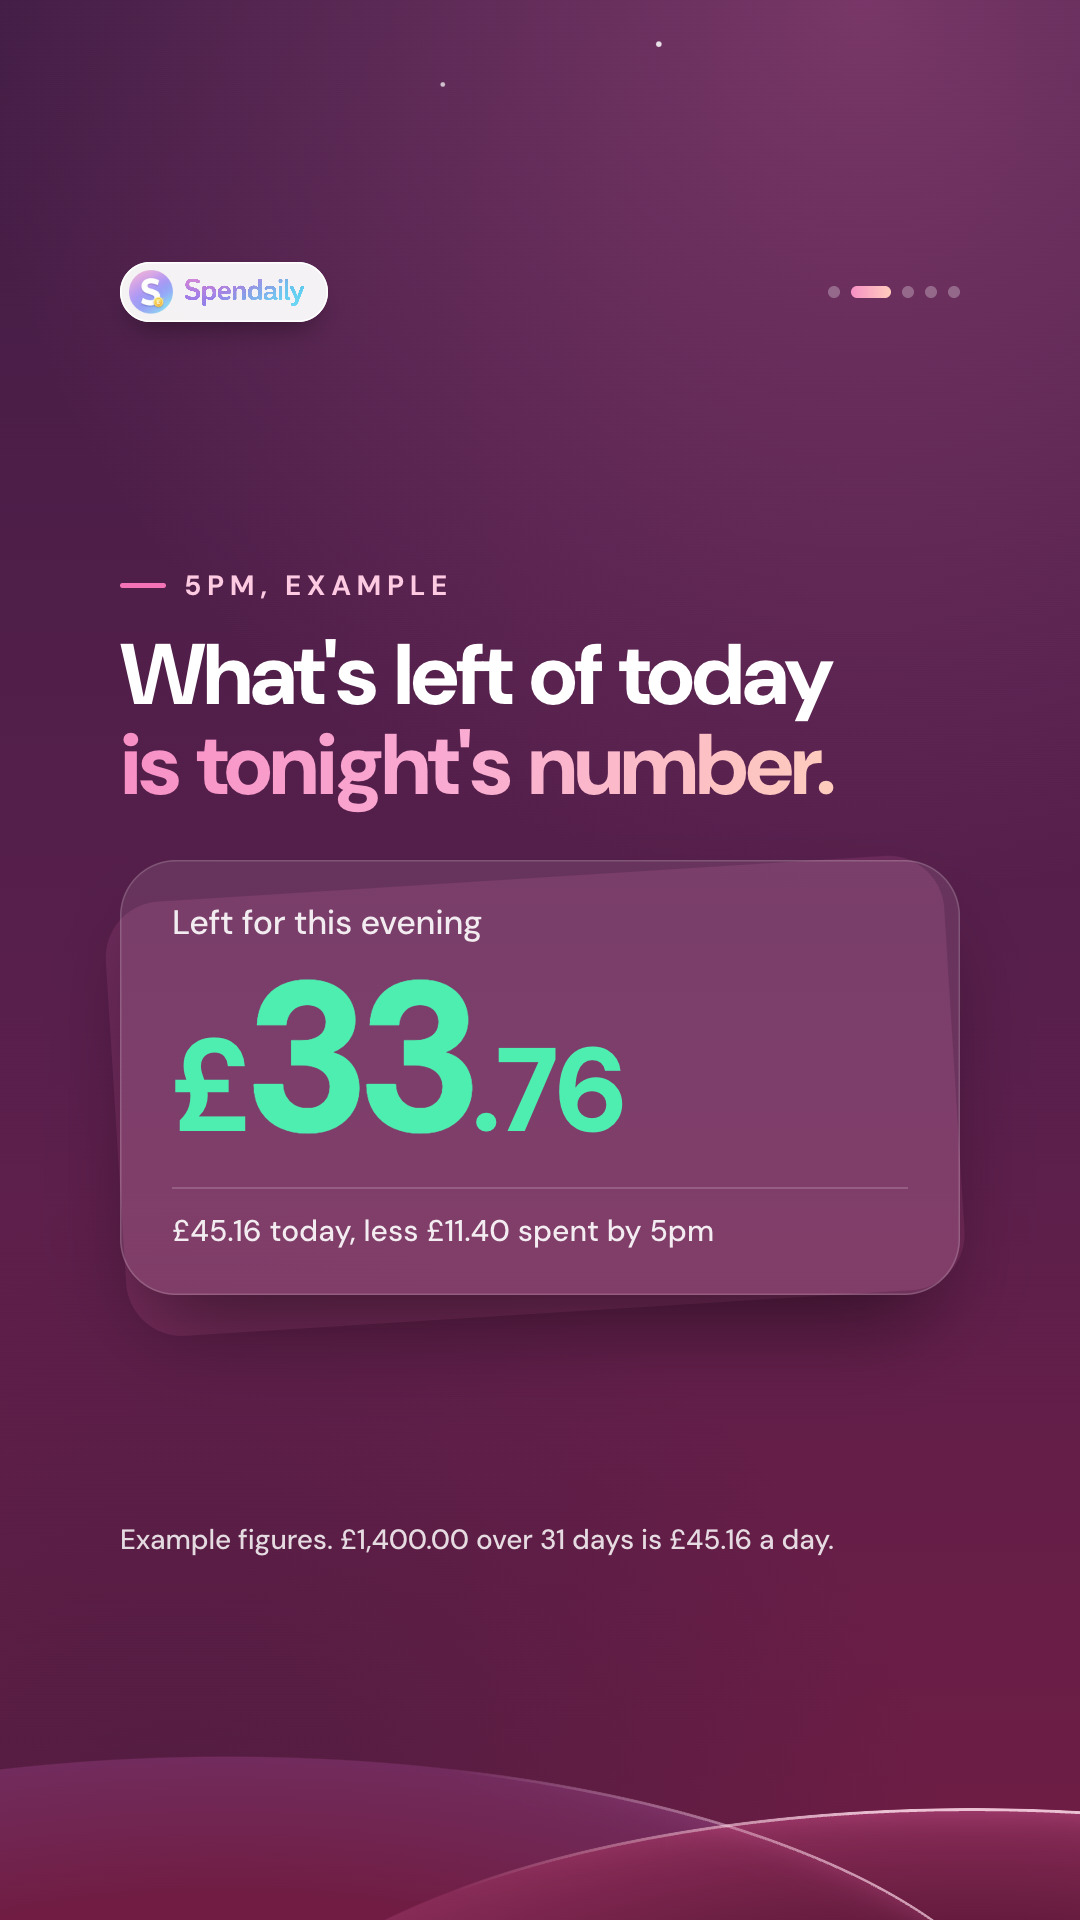 Spendaily
5PM, EXAMPLE
What's left of today
is tonight's number.
Left for this evening
£33.76
£45.16 today, less £11.40 spent by 5pm
Example figures. £1,400.00 over 31 days is £45.16 a day.